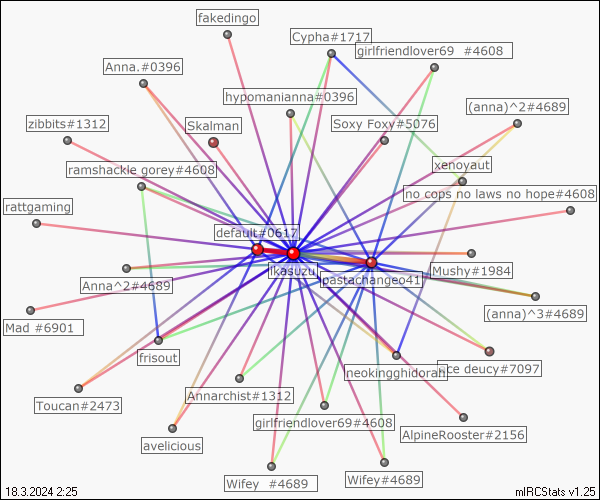 fakedingo
Cypha#1717
girlfriendlover69 #4608
Anna.#0396
hypomanianna#0396
(anna)^2#4689
zibbits#1312
Skalman
Soxy Foxy#5076
ramshackle gorey#4608
xenoyaut
no cops no laws no hope#4608
rattgaming
default#0617
ikasuzu
pastachangeo41
Mushy#1984
Anna^2#4689
(anna)^3#4689
Mad #6901
frisout
neokingghidorah
deucy#7097
Toucan#2473
Annarchist#1312
girlfriendlover69#4608
AlpineRooster#2156
avelicious
Wifey #4689
Wifey#4689
18.3.2024 2:25
mIRCStats v1.25